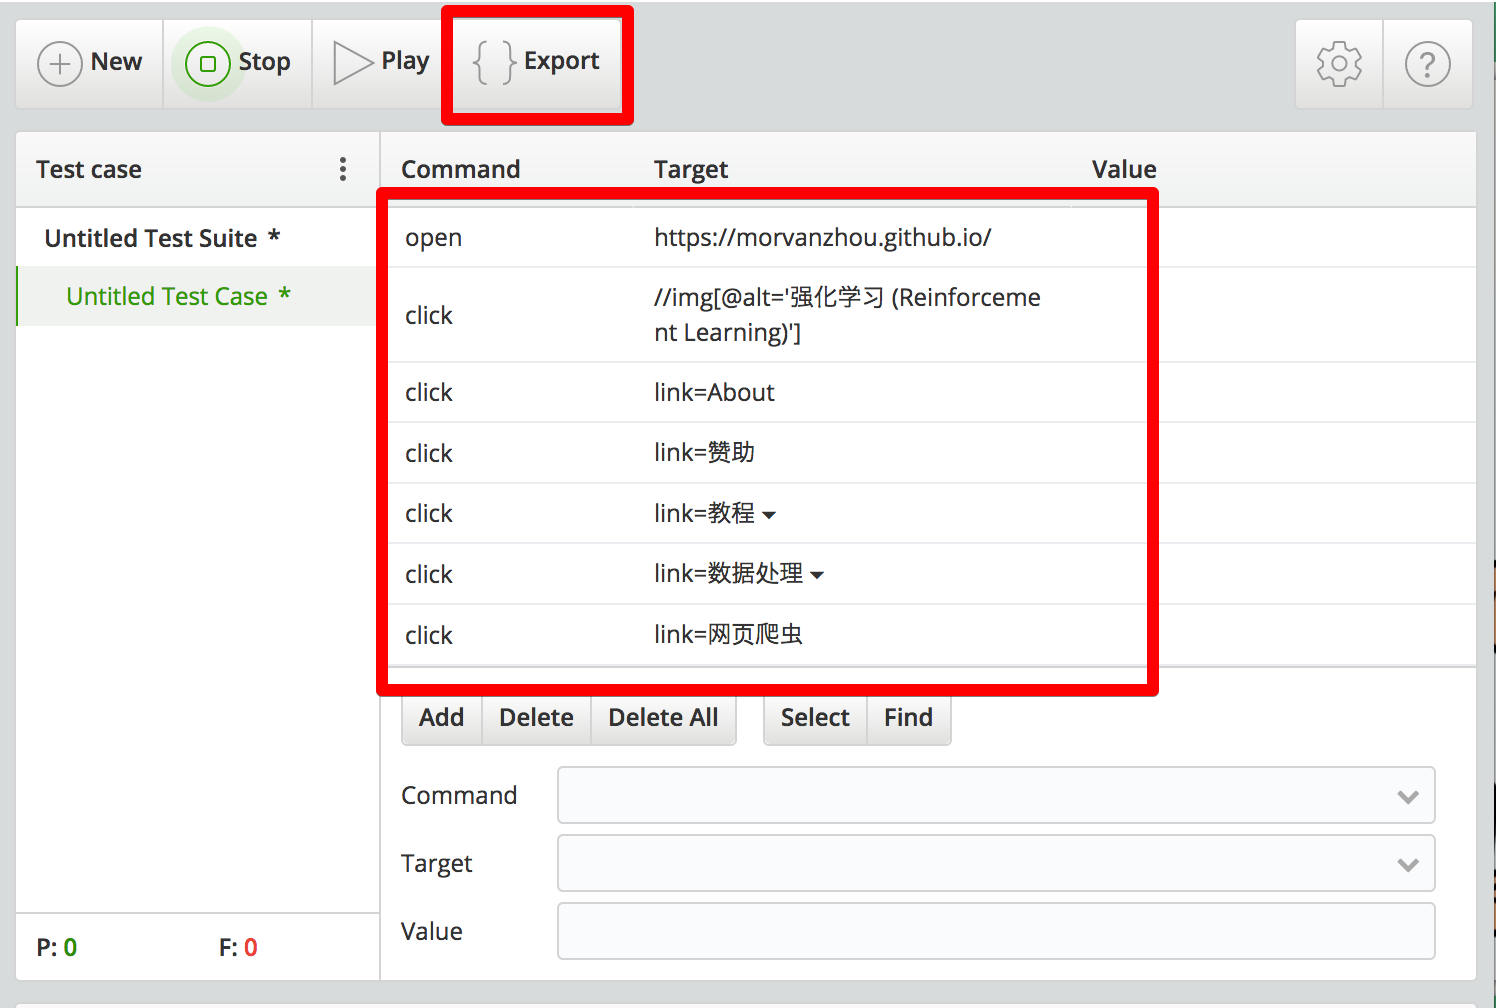 New
Stop
Play
{ } Export
?
Test case
Command Target Value
Untitled Test Suite *
Untitled Test Case *
open https://morvanzhou.github.io/
click //img[@alt='强化学习 (Reinforceme
nt Learning)']
click link=About
click link=赞助
click link=教程
click link=数据处理
click link=网页爬虫
Add Delete Delete All Select Find
Command
Target
Value
P: 0 F: 0